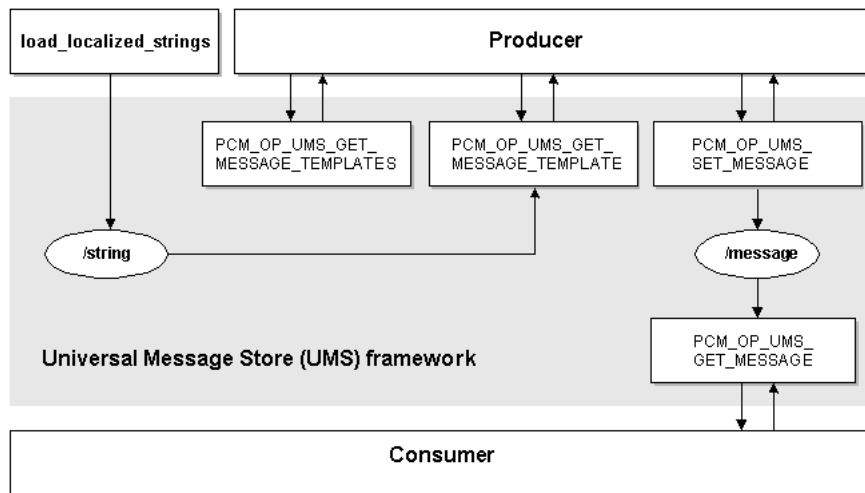 load_localized_strings
Producer
PCM_OP_UMS_GET_
MESSAGE_TEMPLATES
PCM_OP_UMS_GET_
MESSAGE_TEMPLATE
PCM_OP_UMS_
SET_MESSAGE
/string
/message
Universal Message Store (UMS) framework
PCM_OP_UMS_
GET_MESSAGE
Consumer